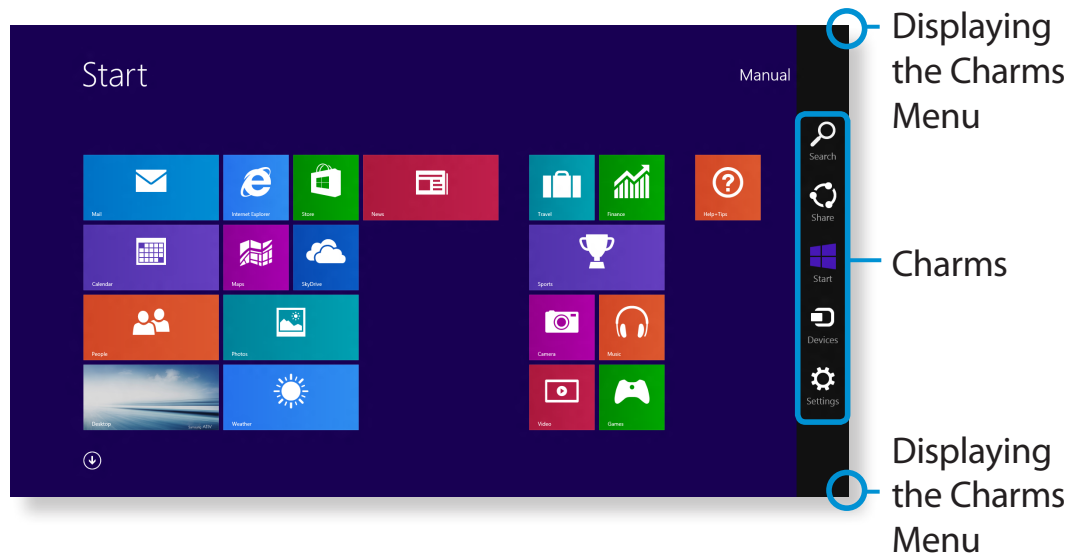 Displaying
the Charms
Menu
Start
Manual
Search
Share
Start
Devices
Settings
Charms
Mail
Internet Explorer
Store
News
Travel
Finance
Help+Tips
Calendar
Maps
SkyDrive
Sports
People
Photos
Camera
Music
Desktop
Weather
Video
Games
Displaying
the Charms
Menu